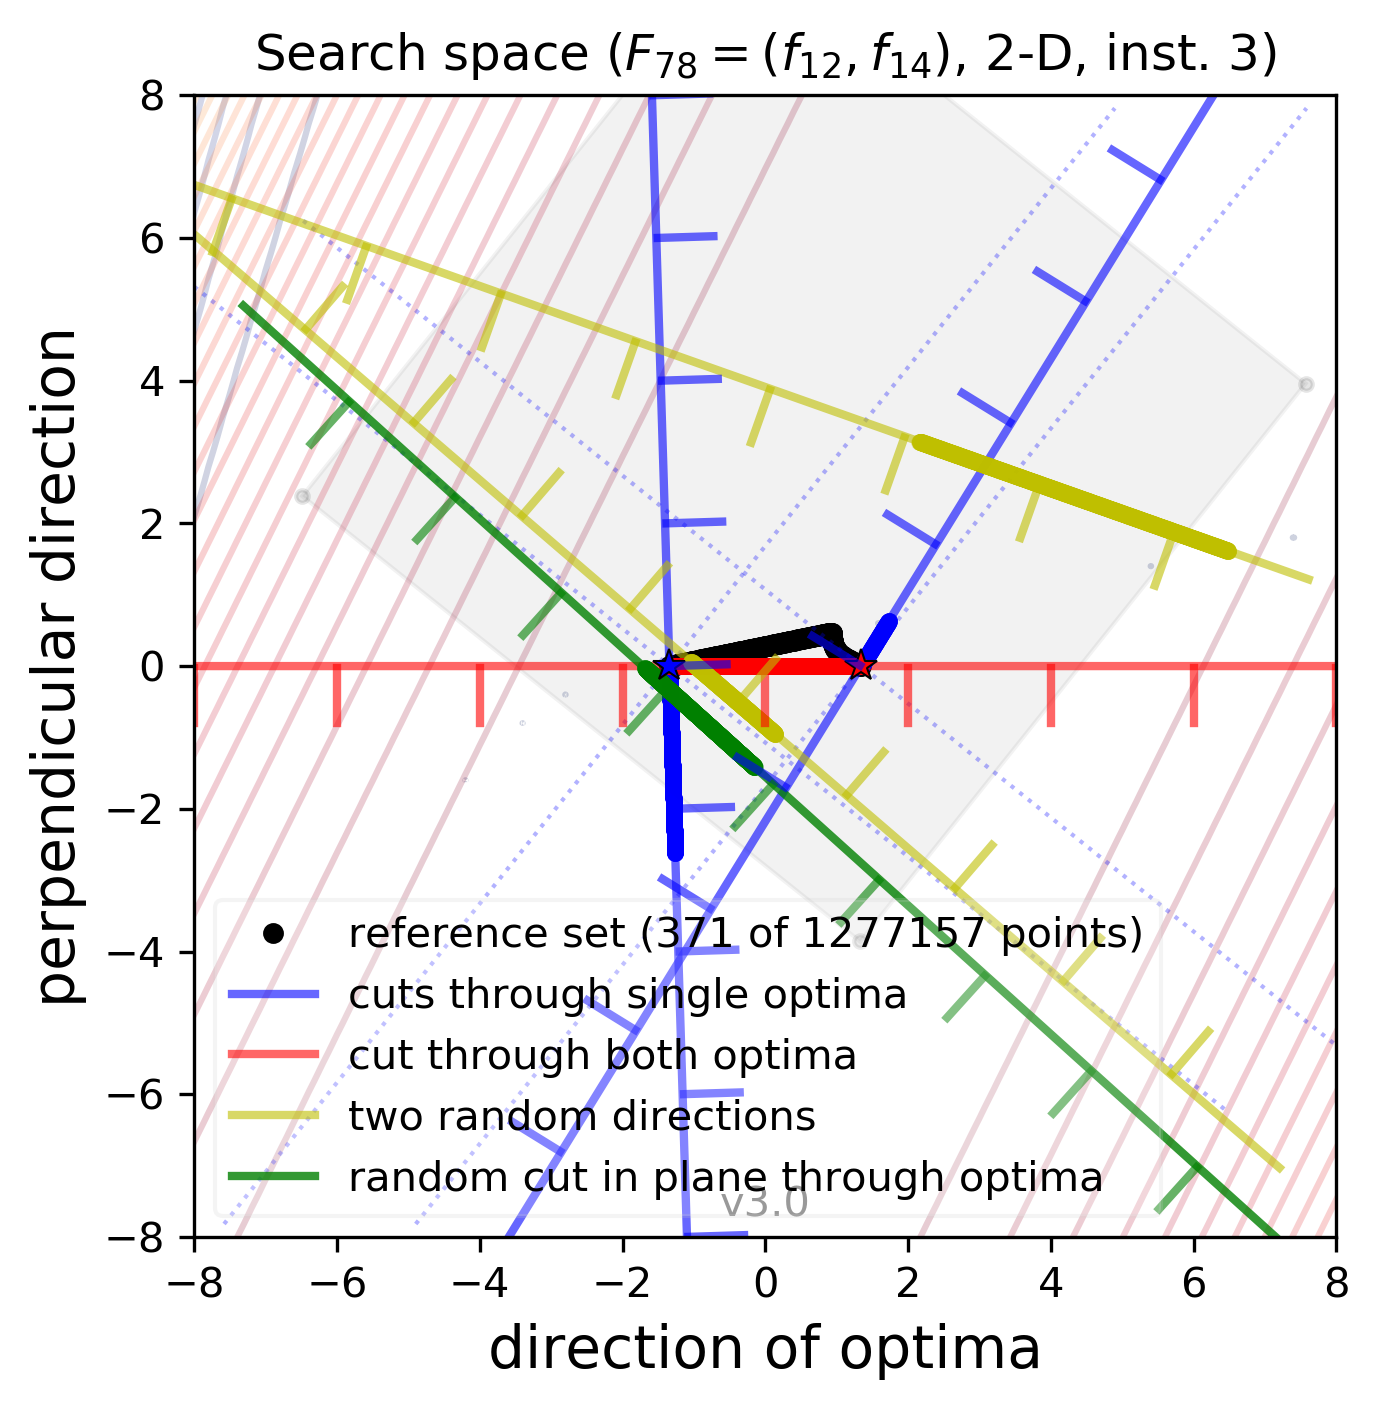 Search space (F78 = (f12, f14), 2-D, inst. 3)
8
6
4
2
0
−2
−4
−6
−8
perpendicular direction
reference set (371 of 1277157 points)
cuts through single optima
cut through both optima
two random directions
random cut in plane through optima
v3.0
−8 −6 −4 −2 0 2 4 6 8
direction of optima